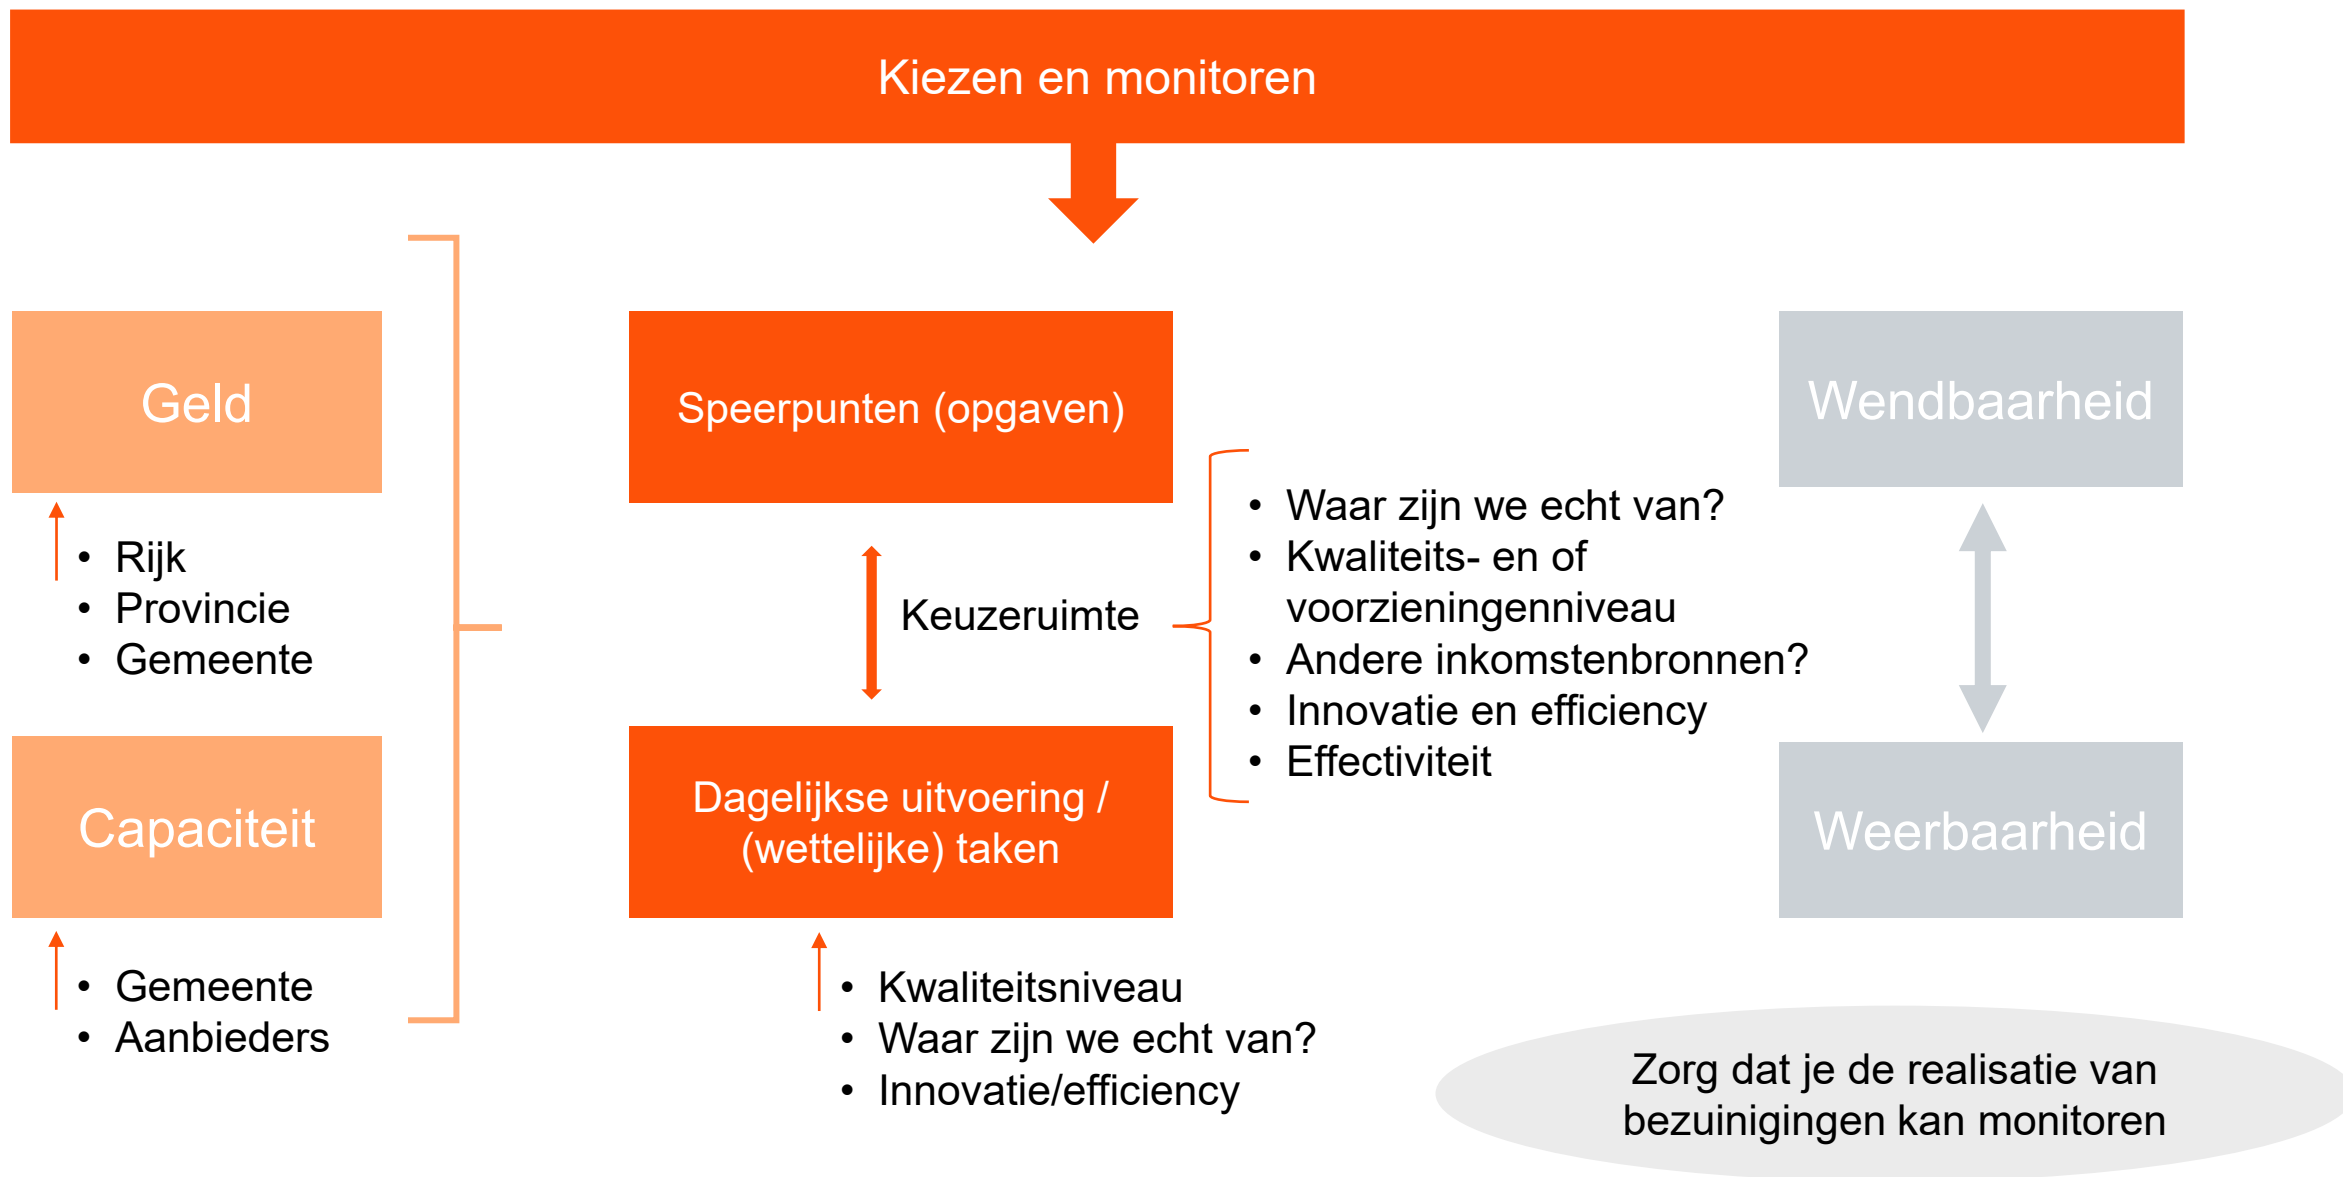 Kiezen en monitoren
Geld
• Rijk
• Provincie
• Gemeente
Capaciteit
• Gemeente
• Aanbieders
Speerpunten (opgaven)
Keuzeruimte
• Waar zijn we echt van?
• Kwaliteits- en of
voorzieningenniveau
• Andere inkomstenbronnen?
• Innovatie en efficiency
• Effectiviteit
Dagelijkse uitvoering /
(wettelijke) taken
• Kwaliteitsniveau
• Waar zijn we echt van?
• Innovatie/efficiency
Wendbaarheid
Weerbaarheid
Zorg dat je de realisatie van
bezuinigingen kan monitoren